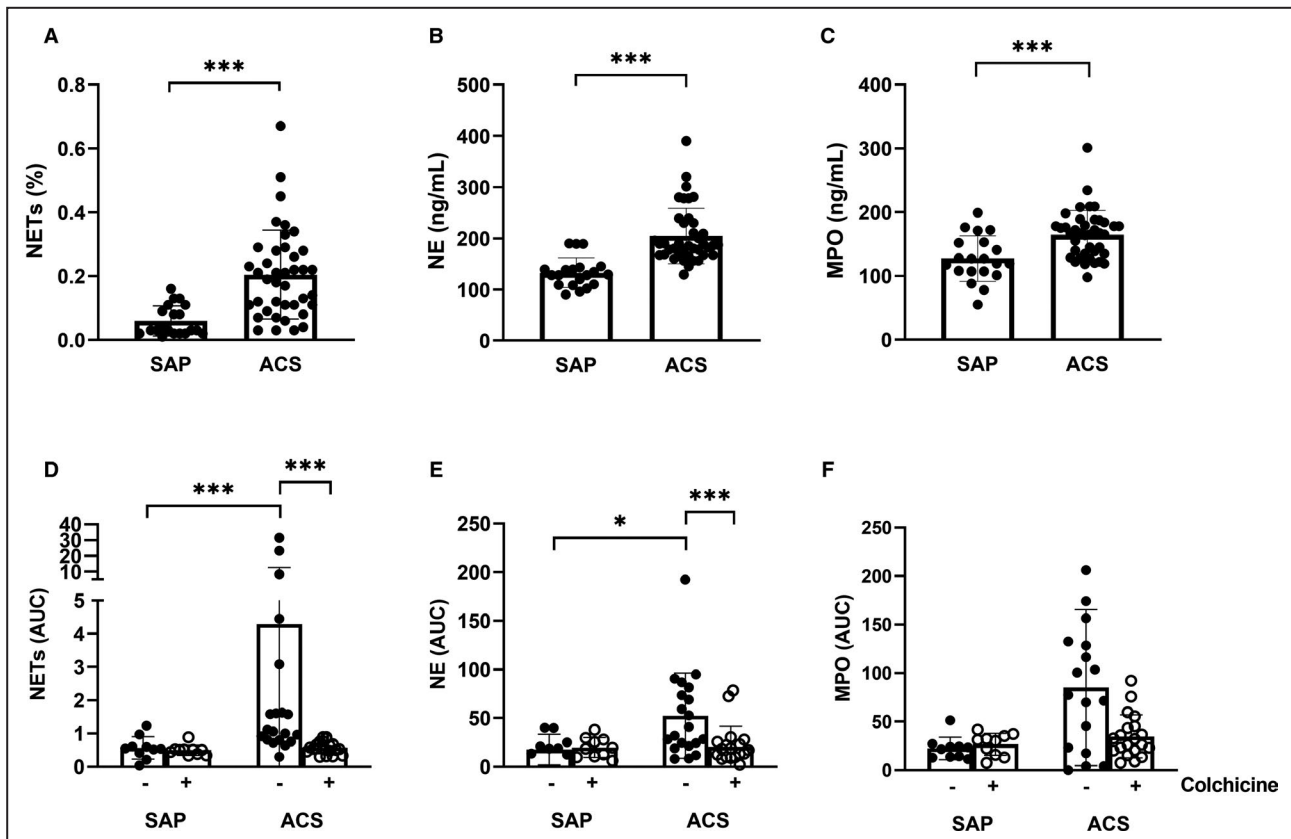 A
B
C
***
***
***
0.8
0.6
0.4
0.2
0.0
NETs (%)
SAP
ACS
500
400
300
200
100
0
NE (ng/mL)
SAP
ACS
400
300
200
100
0
MPO (ng/mL)
SAP
ACS
D
E
F
***
***
40
30
20
10
5
4
3
2
1
0
NETs (AUC)
- + - +
SAP ACS
*
***
250
200
150
100
50
0
NE (AUC)
- + - +
SAP ACS
250
200
150
100
50
0
MPO (AUC)
- + - + Colchicine
SAP ACS